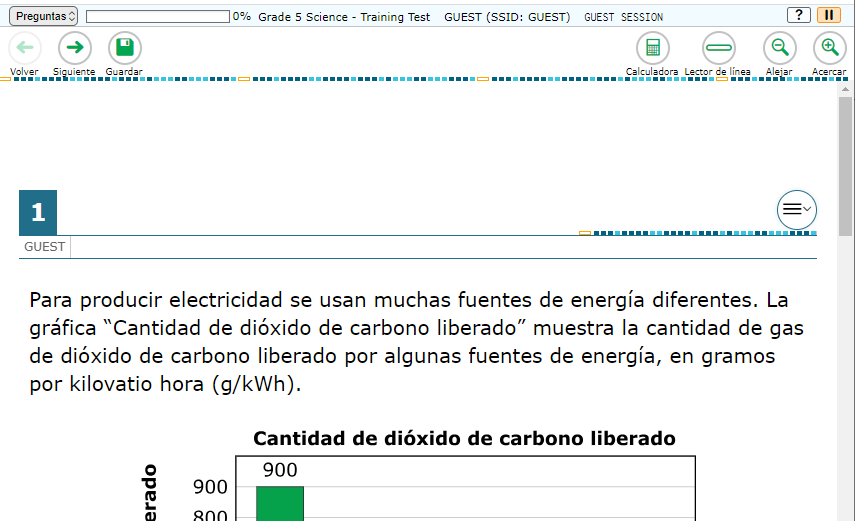 Preguntas 0% Grade 5 Science - Training Test GUEST (SSID: GUEST) GUEST SESSION ?
Volver Siguiente Guardar Calculadora Lector de línea Alejar Acercar
1
GUEST
Para producir electricidad se usan muchas fuentes de energía diferentes. La
gráfica “Cantidad de dióxido de carbono liberado” muestra la cantidad de gas
de dióxido de carbono liberado por algunas fuentes de energía, en gramos
por kilovatio hora (g/kWh).
Cantidad de dióxido de carbono liberado
900
900
800